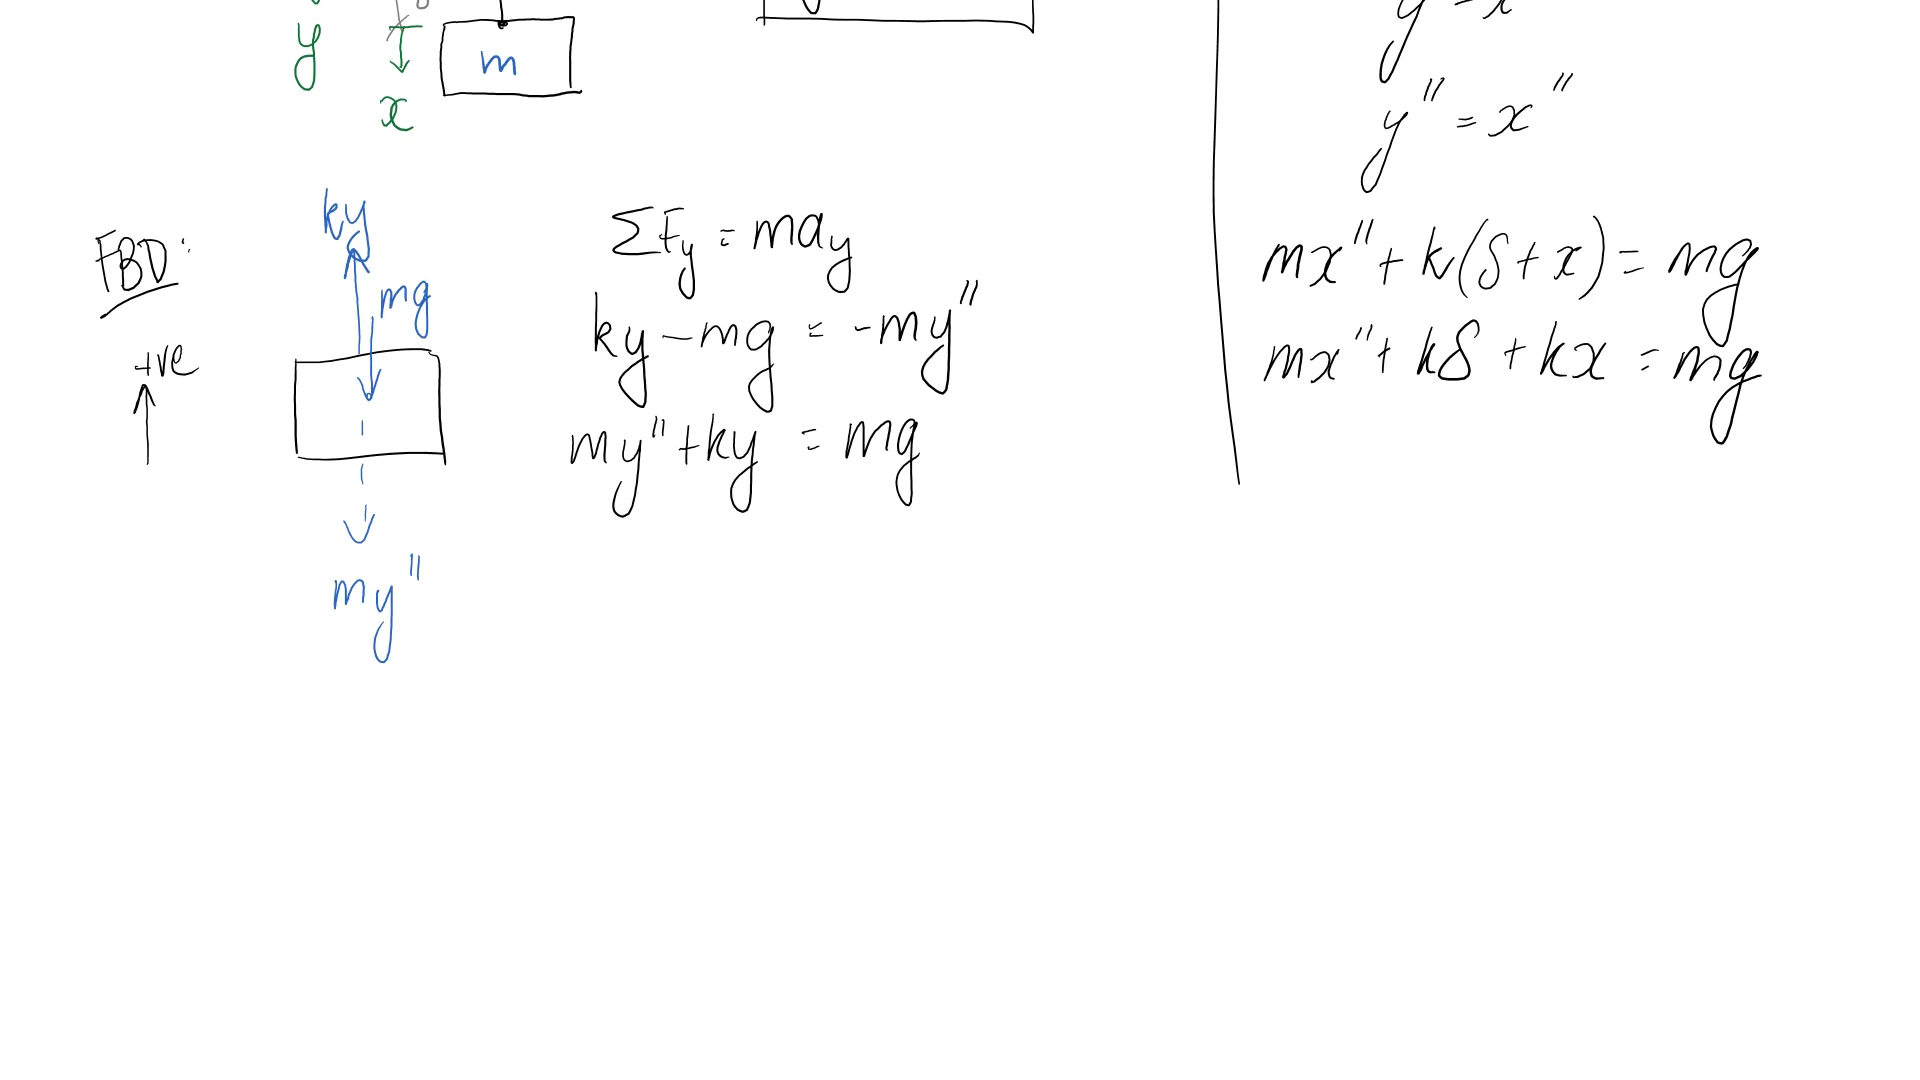 y
x
m
FBD:
+ve
ky
mg
my"
ΣFy = may
ky - mg = -my"
my" + ky = mg
y" = x"
mx" + k(δ + x) = mg
mx" + kδ + kx = mg